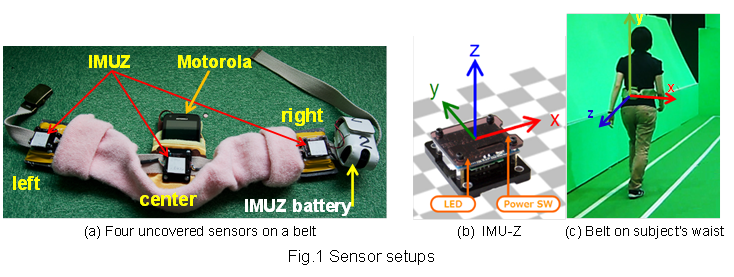 IMUZ
Motorola
right
left
center
IMUZ battery
(a) Four uncovered sensors on a belt
z
y
x
LED
Power SW
(b) IMU-Z
y
x
z
(c) Belt on subject's waist
Fig.1 Sensor setups